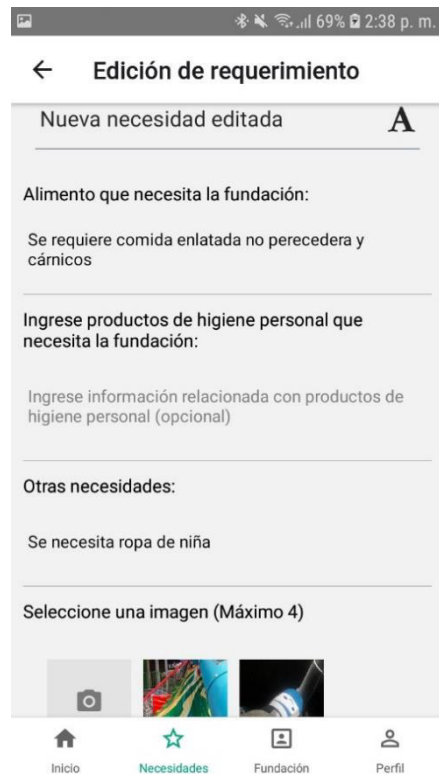 69% 2:38 p. m.
Edición de requerimiento
Nueva necesidad editada A
Alimento que necesita la fundación:
Se requiere comida enlatada no perecedera y
cárnicos
Ingrese productos de higiene personal que
necesita la fundación:
Ingrese información relacionada con productos de
higiene personal (opcional)
Otras necesidades:
Se necesita ropa de niña
Seleccione una imagen (Máximo 4)
Inicio Necesidades Fundación Perfil